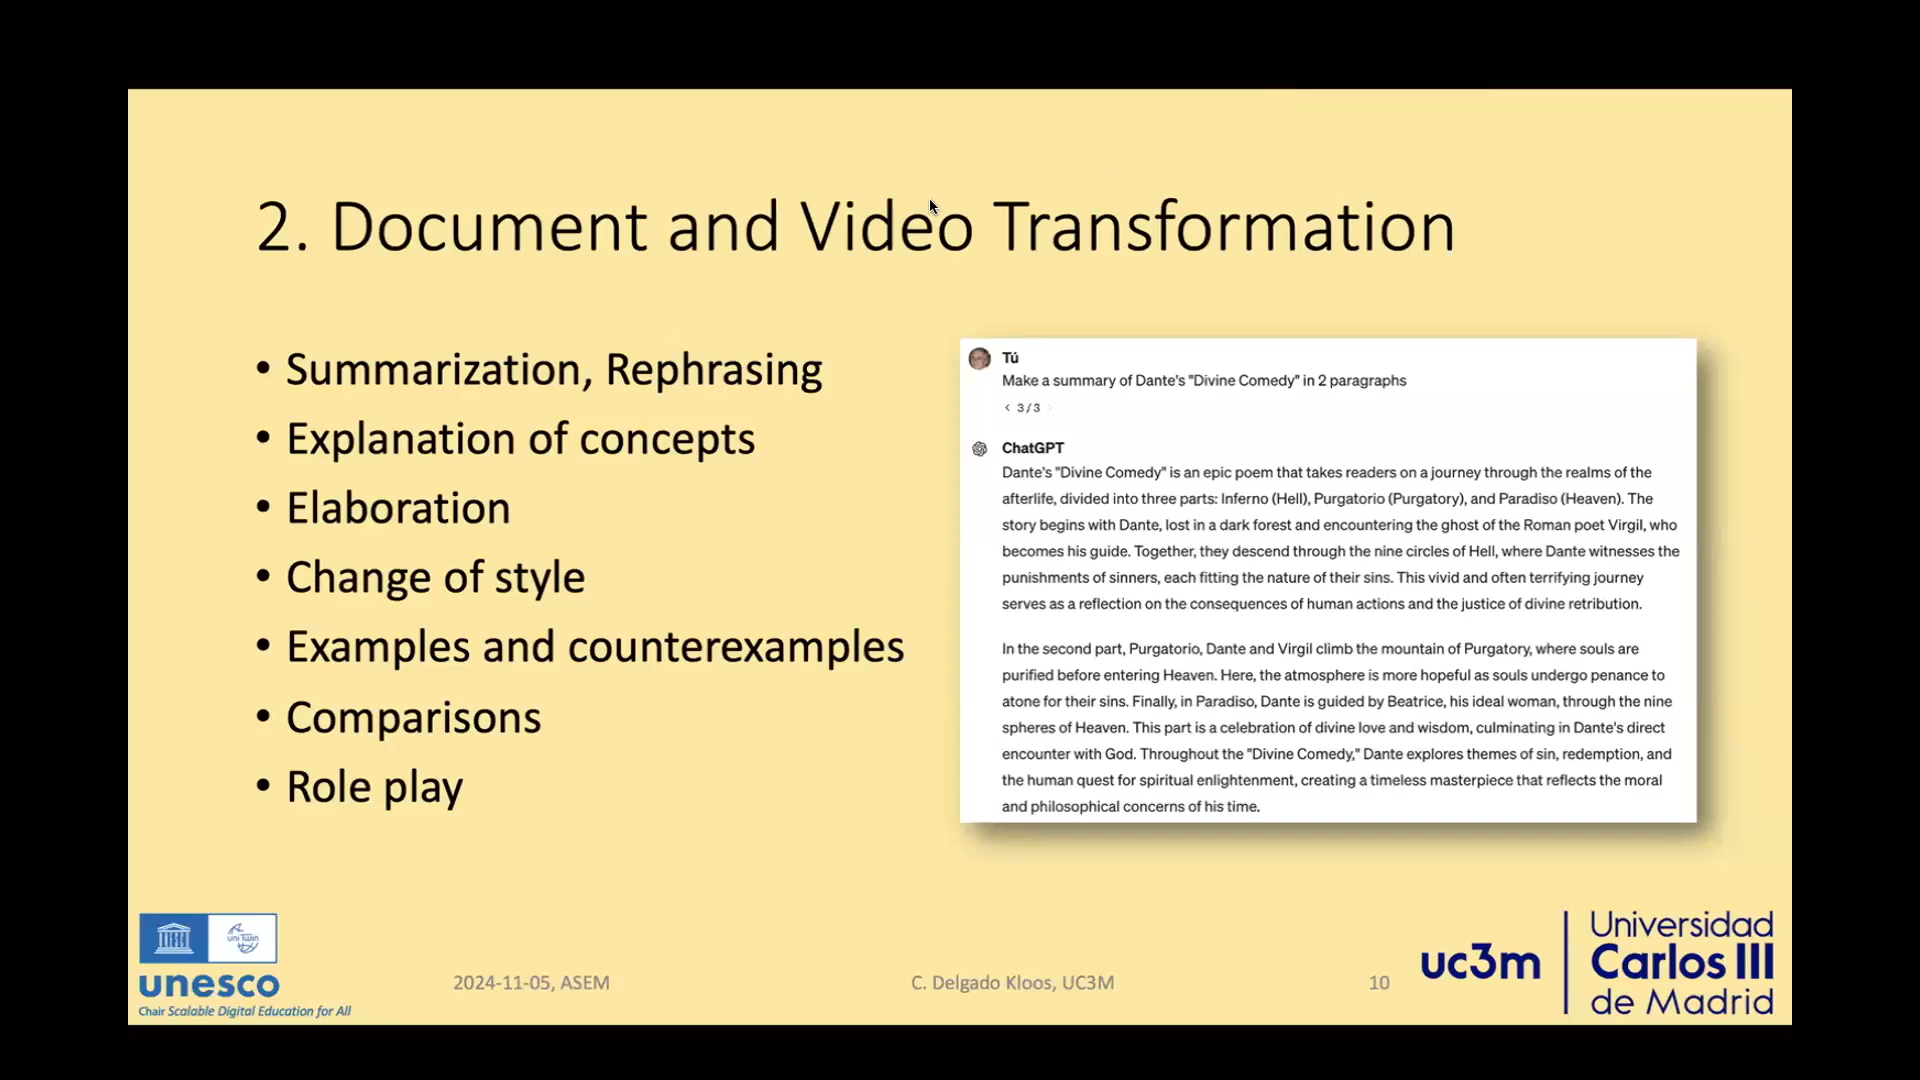 2. Document and Video Transformation
• Summarization, Rephrasing
• Explanation of concepts
• Elaboration
• Change of style
• Examples and counterexamples
• Comparisons
• Role play
Tú
Make a summary of Dante's "Divine Comedy" in 2 paragraphs
< 3/3 >
ChatGPT
Dante's "Divine Comedy" is an epic poem that takes readers on a journey through the realms of the
afterlife, divided into three parts: Inferno (Hell), Purgatorio (Purgatory), and Paradiso (Heaven). The
story begins with Dante, lost in a dark forest and encountering the ghost of the Roman poet Virgil, who
becomes his guide. Together, they descend through the nine circles of Hell, where Dante witnesses the
punishments of sinners, each fitting the nature of their sins. This vivid and often terrifying journey
serves as a reflection on the consequences of human actions and the justice of divine retribution.
In the second part, Purgatorio, Dante and Virgil climb the mountain of Purgatory, where souls are
purified before entering Heaven. Here, the atmosphere is more hopeful as souls undergo penance to
atone for their sins. Finally, in Paradiso, Dante is guided by Beatrice, his ideal woman, through the nine
spheres of Heaven. This part is a celebration of divine love and wisdom, culminating in Dante's direct
encounter with God. Throughout the "Divine Comedy," Dante explores themes of sin, redemption, and
the human quest for spiritual enlightenment, creating a timeless masterpiece that reflects the moral
and philosophical concerns of his time.
uni Twin
unesco
Chair Scalable Digital Education for All
2024-11-05, ASEM
C. Delgado Kloos, UC3M
10
uc3m
Universidad
Carlos III
de Madrid